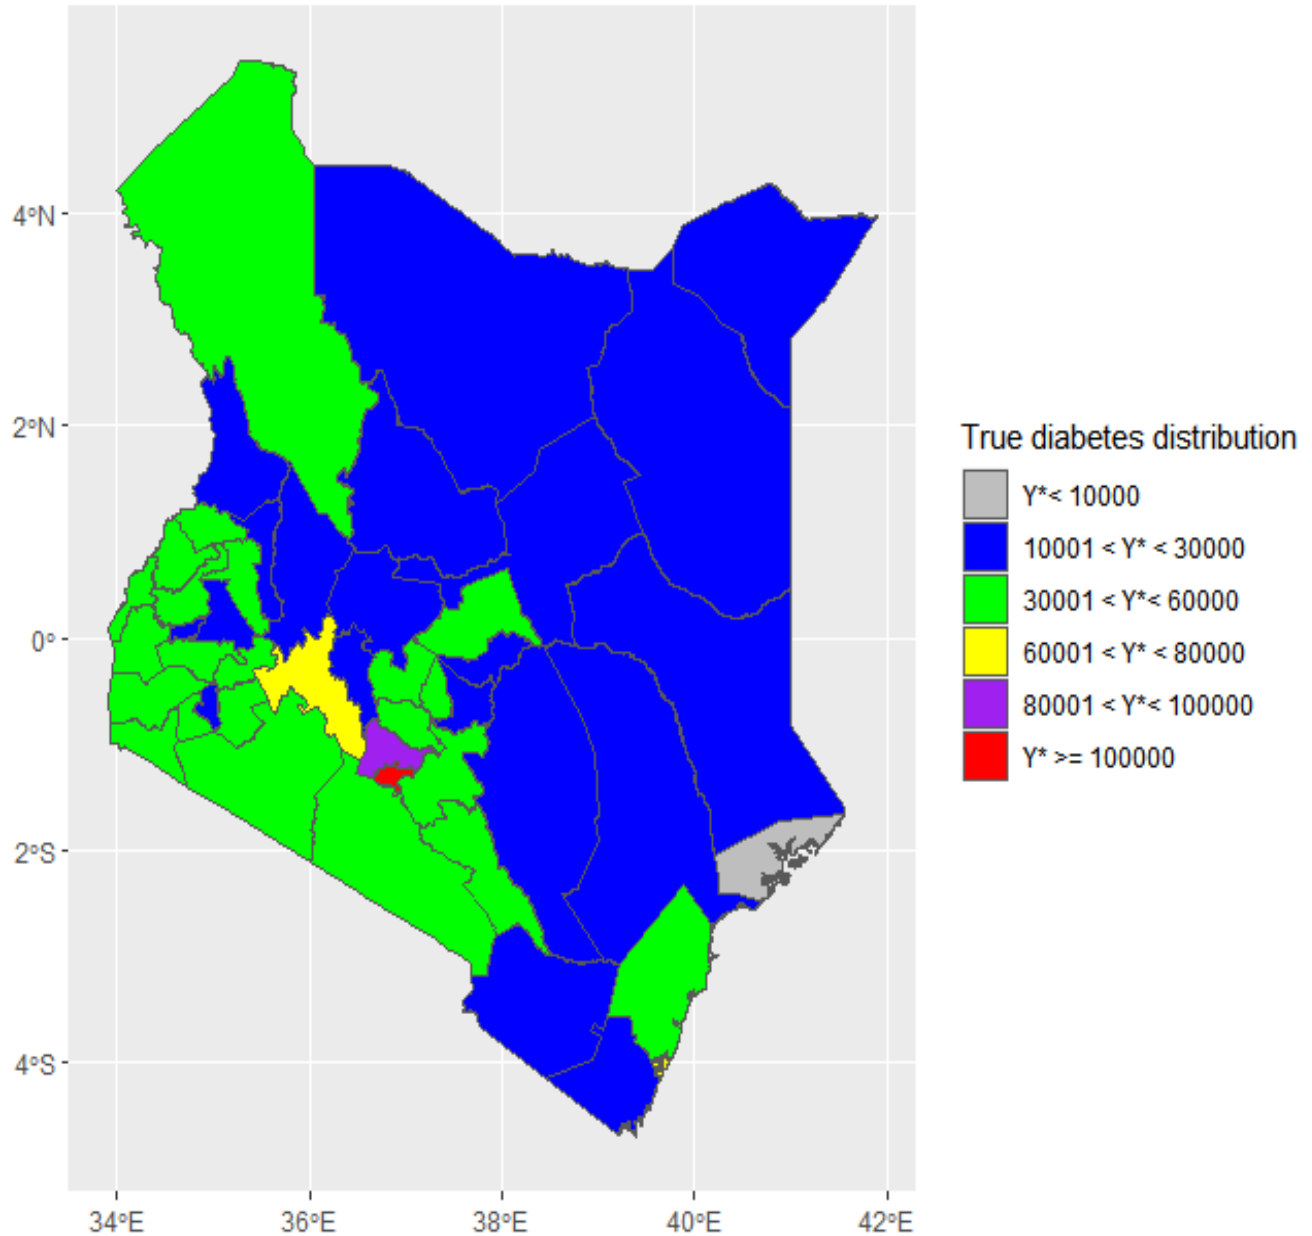 4°N
2°N
0°
2°S
4°S
34°E
36°E
38°E
40°E
42°E
True diabetes distribution
Y*< 10000
10001 < Y* < 30000
30001 < Y*< 60000
60001 < Y* < 80000
80001 < Y*< 100000
Y* >= 100000